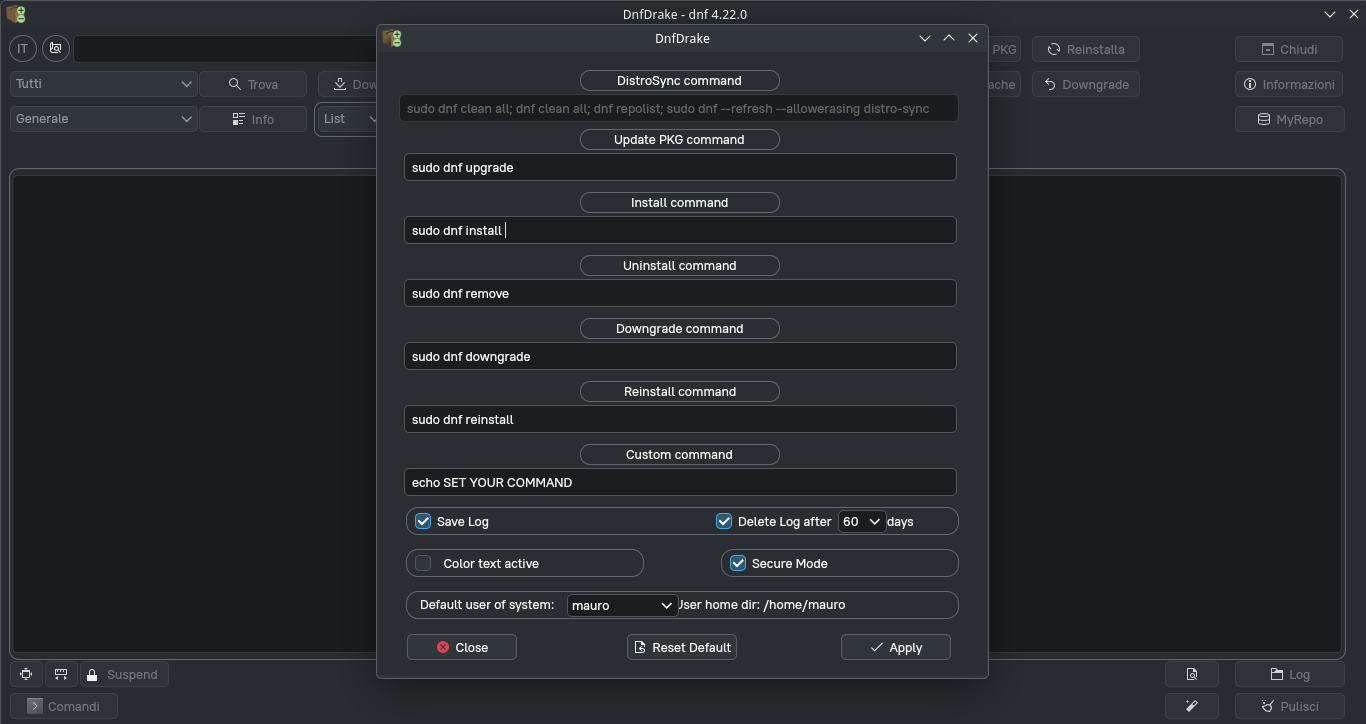 DnfDrake - dnf 4.22.0
DnfDrake
IT
PKG
Reinstalla
Chiudi
Tutti
Trova
Dow
ache
Downgrade
Informazioni
Generale
Info
List
MyRepo
DistroSync command
sudo dnf clean all; dnf clean all; dnf repolist; sudo dnf --refresh --allowerasing distro-sync
Update PKG command
sudo dnf upgrade
Install command
sudo dnf install
Uninstall command
sudo dnf remove
Downgrade command
sudo dnf downgrade
Reinstall command
sudo dnf reinstall
Custom command
echo SET YOUR COMMAND
Save Log
Delete Log after 60 days
Color text active
Secure Mode
Default user of system: mauro User home dir: /home/mauro
Close
Reset Default
Apply
Suspend
Log
Comandi
Pulisci